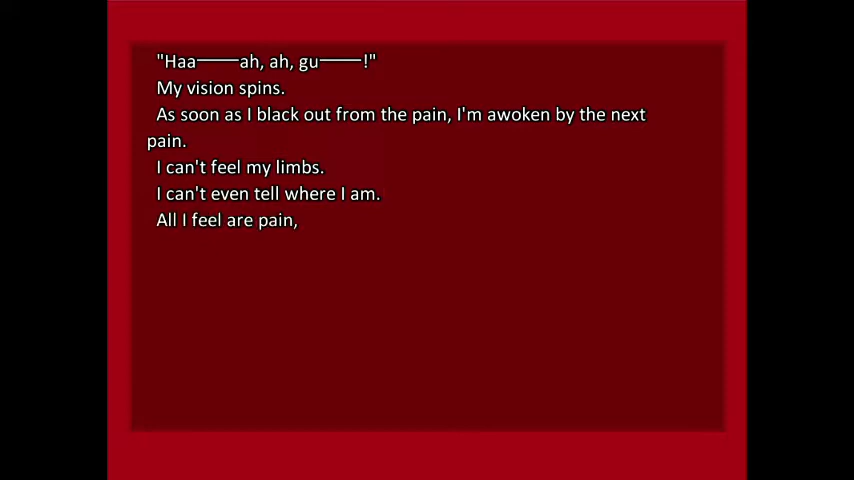 "Haa───ah, ah, gu───!"
My vision spins.
As soon as I black out from the pain, I'm awoken by the next
pain.
I can't feel my limbs.
I can't even tell where I am.
All I feel are pain,